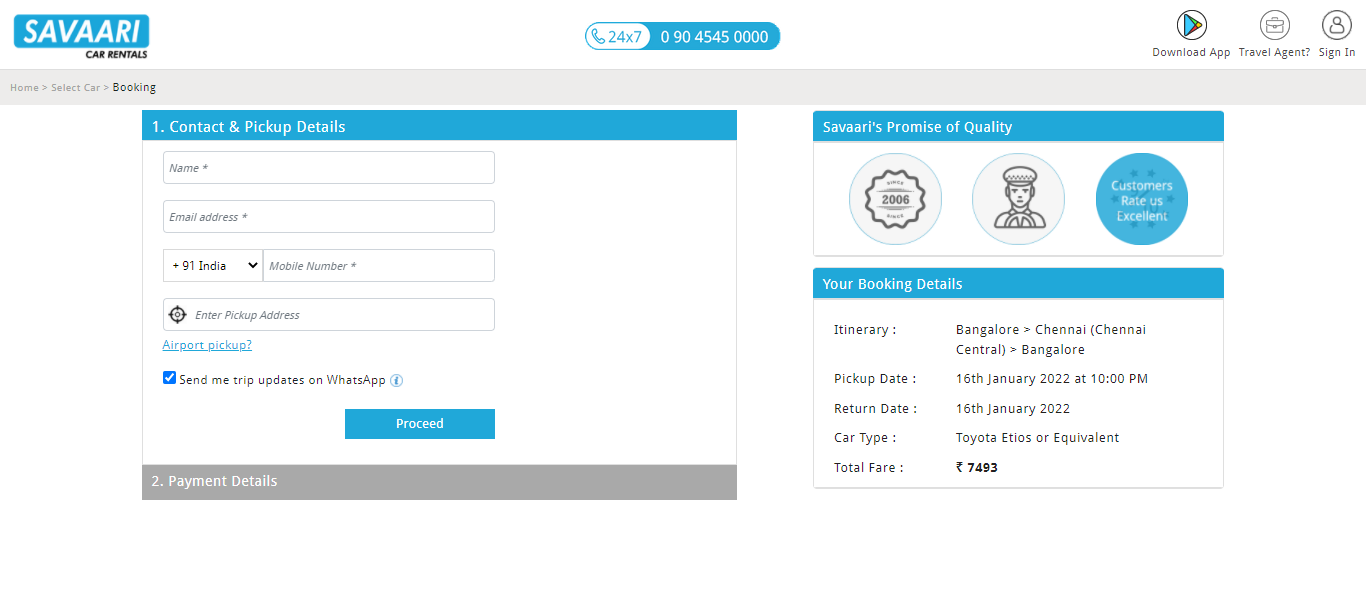 SAVAARI
CAR RENTALS
24x7 0 90 4545 0000
Download App
Travel Agent?
Sign In
Home > Select Car > Booking
1. Contact & Pickup Details
Name *
Email address *
+ 91 India
Mobile Number *
Enter Pickup Address
Airport pickup?
Send me trip updates on WhatsApp i
Proceed
2. Payment Details
Savaari's Promise of Quality
SINCE
2006
SINCE
Customers
Rate us
Excellent
Your Booking Details
Itinerary : Bangalore > Chennai (Chennai
Central) > Bangalore
Pickup Date : 16th January 2022 at 10:00 PM
Return Date : 16th January 2022
Car Type : Toyota Etios or Equivalent
Total Fare : ₹ 7493